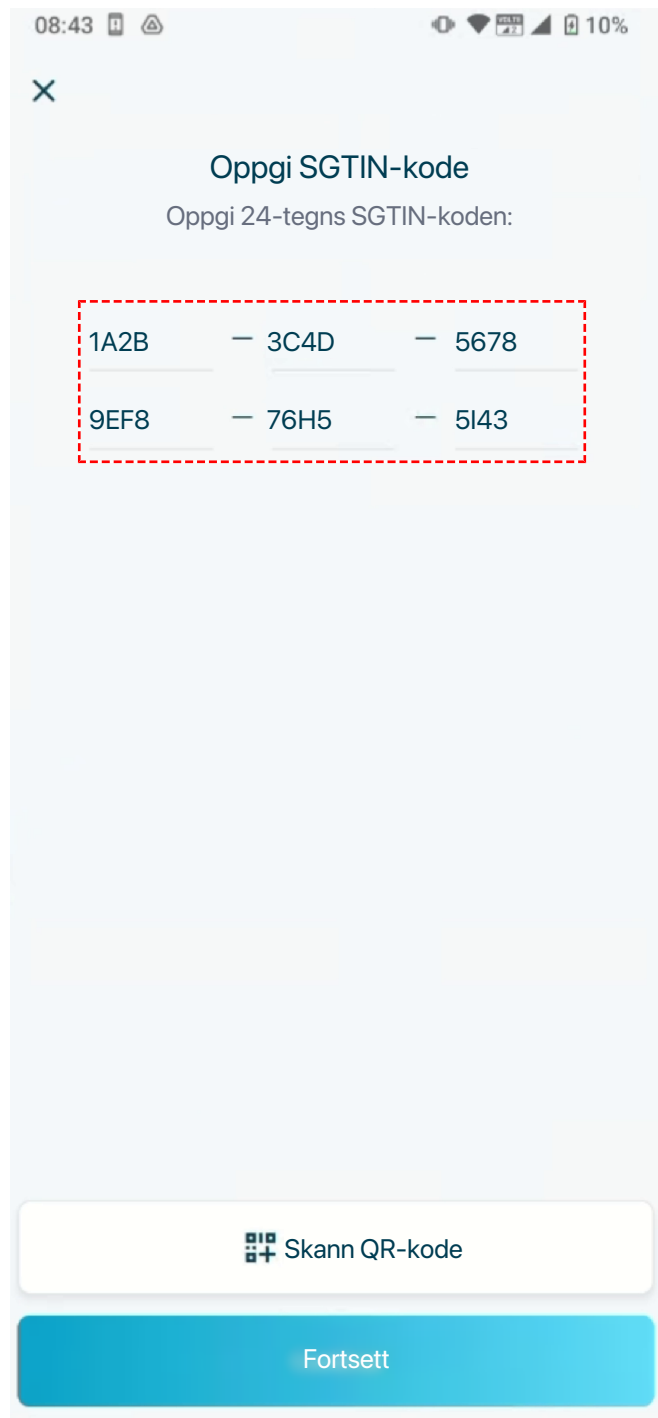 08:43 10%
Oppgi SGTIN-kode
Oppgi 24-tegns SGTIN-koden:
1A2B — 3C4D — 5678
9EF8 — 76H5 — 5I43
Skann QR-kode
Fortsett